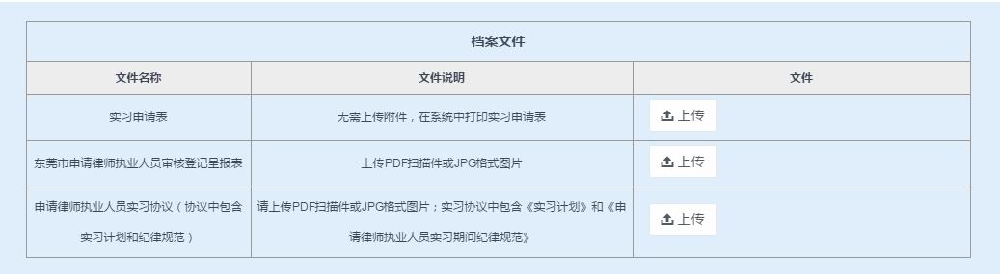 档案文件
文件名称 文件说明 文件
实习申请表 无需上传附件，在系统中打印实习申请表 上传
东莞市申请律师执业人员审核登记呈报表 上传PDF扫描件或JPG格式图片 上传
申请律师执业人员实习协议（协议中包含
实习计划和纪律规范）
请上传PDF扫描件或JPG格式图片；实习协议中包含《实习计划》和《申
请律师执业人员实习期间纪律规范》
上传